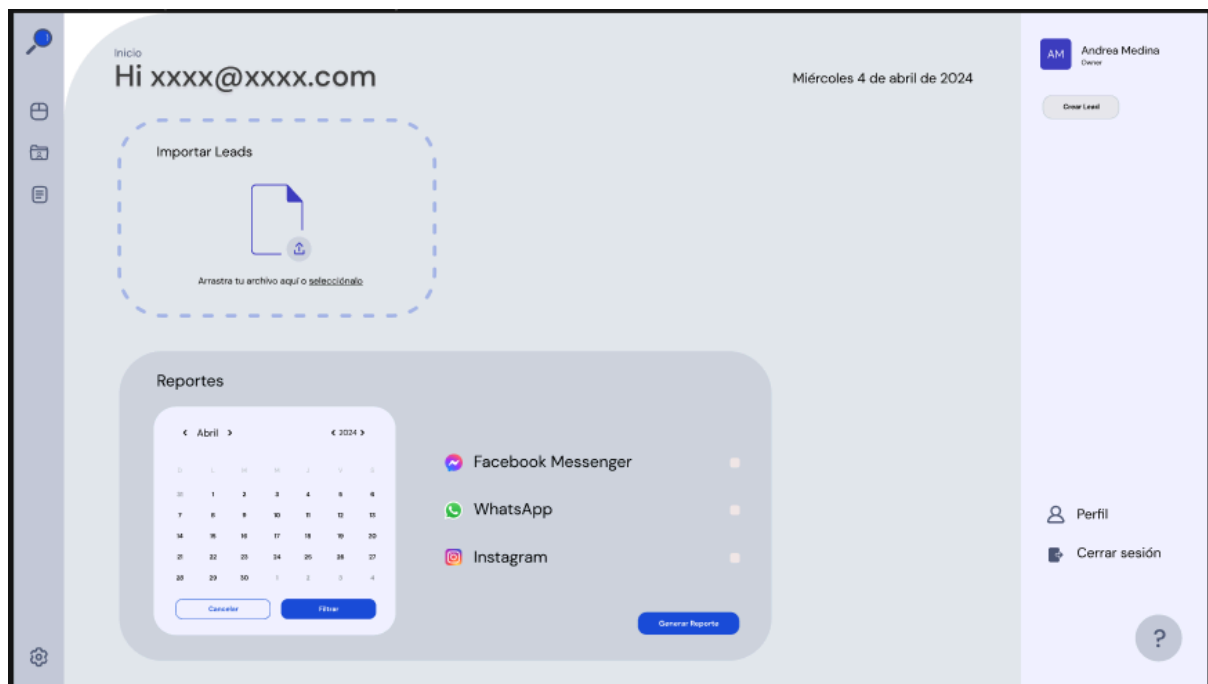 Inicio
Hi xxxx@xxxx.com
Miércoles 4 de abril de 2024
AM
Andrea Medina
Owner
Crear Lead
Importar Leads
Arrastra tu archivo aquí o selecciónalo
Reportes
Abril
2024
D L M M J V S
1 2 3 4 5 6
7 8 9 10 11 12 13
14 15 16 17 18 19 20
21 22 23 24 25 26 27
28 29 30 1 2 3 4
Cancelar
Filtrar
Facebook Messenger
WhatsApp
Instagram
Generar Reporte
Perfil
Cerrar sesión
?